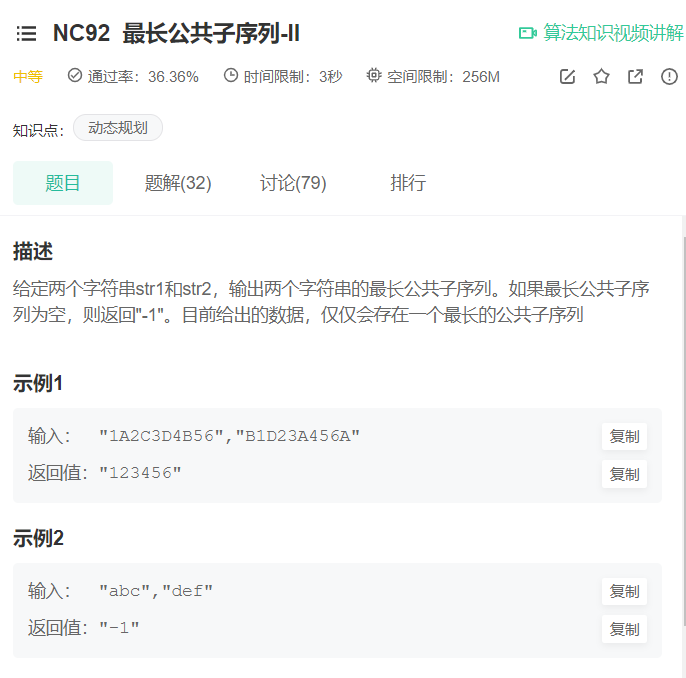 NC92 最长公共子序列-II
算法知识视频讲解
中等 通过率：36.36% 时间限制：3秒 空间限制：256M
知识点： 动态规划
题目 题解(32) 讨论(79) 排行
描述
给定两个字符串str1和str2，输出两个字符串的最长公共子序列。如果最长公共子序
列为空，则返回"-1"。目前给出的数据，仅仅会存在一个最长的公共子序列
示例1
输入： "1A2C3D4B56","B1D23A456A" 复制
返回值："123456" 复制
示例2
输入： "abc","def" 复制
返回值："-1" 复制